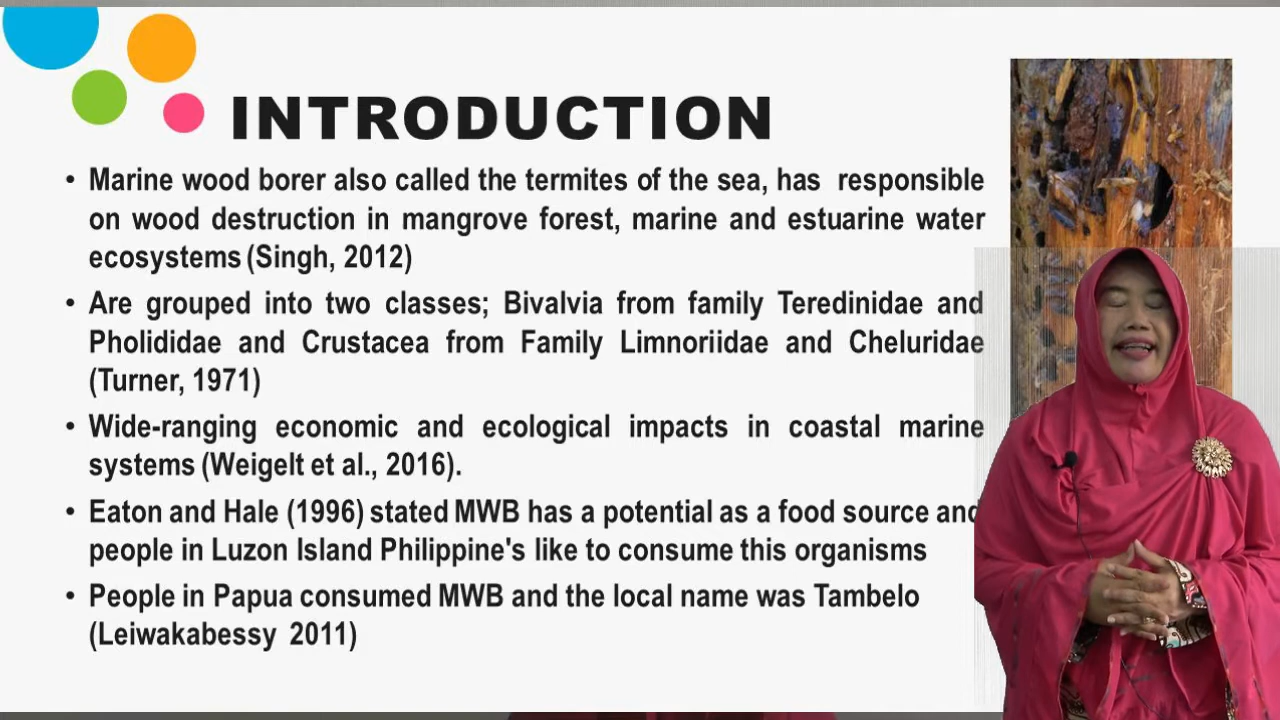 INTRODUCTION
• Marine wood borer also called the termites of the sea, has responsible
on wood destruction in mangrove forest, marine and estuarine water
ecosystems (Singh, 2012)
• Are grouped into two classes; Bivalvia from family Teredinidae and
Pholididae and Crustacea from Family Limnoriidae and Cheluridae
(Turner, 1971)
• Wide-ranging economic and ecological impacts in coastal marine
systems (Weigelt et al., 2016).
• Eaton and Hale (1996) stated MWB has a potential as a food source and
people in Luzon Island Philippine's like to consume this organisms
• People in Papua consumed MWB and the local name was Tambelo
(Leiwakabessy 2011)